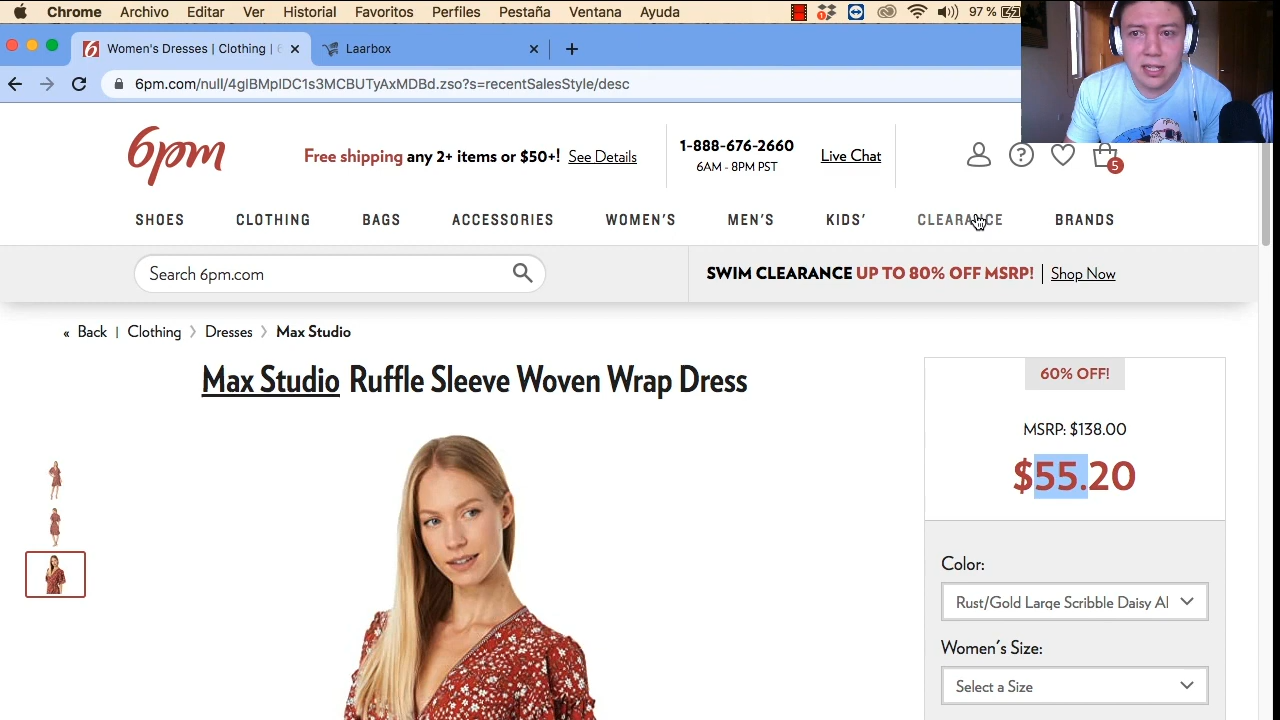 Chrome Archivo Editar Ver Historial Favoritos Perfiles Pestaña Ventana Ayuda 97 %
6 Women's Dresses | Clothing | Laarbox
6pm.com/null/4glBMplDC1s3MCBUTyAxMDBd.zso?s=recentSalesStyle/desc
6pm
Free shipping any 2+ items or $50+! See Details
1-888-676-2660
6AM - 8PM PST
Live Chat
5
SHOES CLOTHING BAGS ACCESSORIES WOMEN'S MEN'S KIDS' CLEARANCE BRANDS
Search 6pm.com
SWIM CLEARANCE UP TO 80% OFF MSRP! | Shop Now
« Back | Clothing > Dresses > Max Studio
Max Studio Ruffle Sleeve Woven Wrap Dress
60% OFF!
MSRP: $138.00
$55.20
Color:
Rust/Gold Large Scribble Daisy Al
Women's Size:
Select a Size